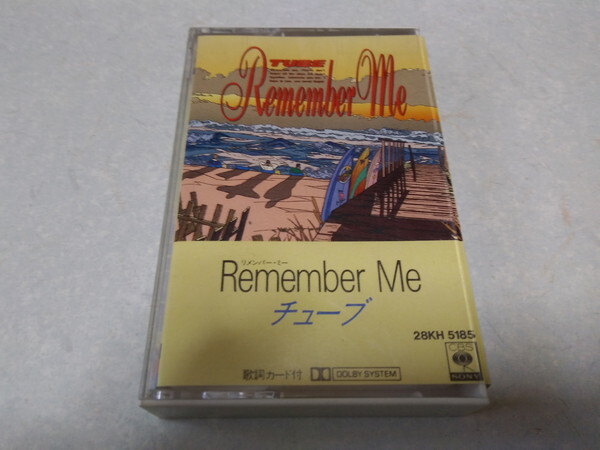 TUBE
Remember Me
リメンバー・ミー
Remember Me
チューブ
28KH 5185
CBS
SONY
歌詞カード付
DOLBY SYSTEM